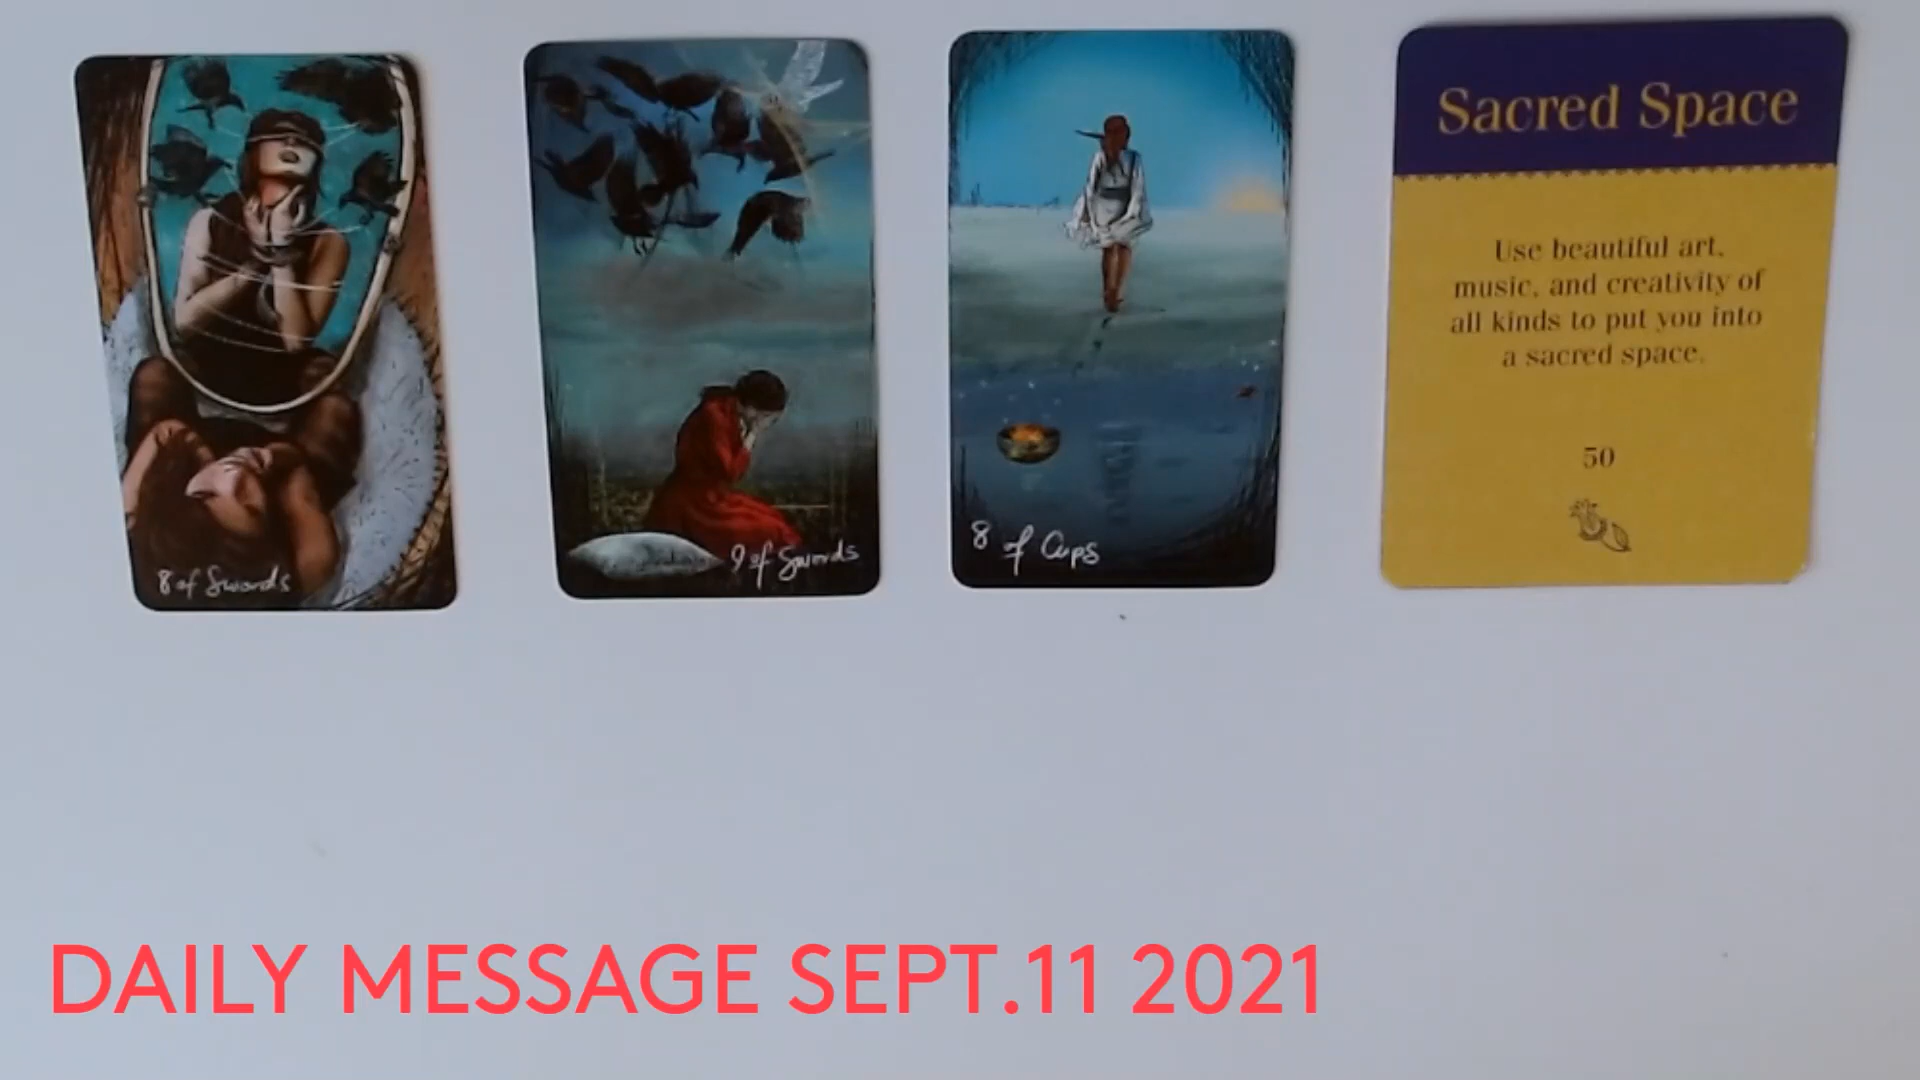 8 of Swords
9 of Swords
8 of Cups
Sacred Space
Use beautiful art,
music, and creativity of
all kinds to put you into
a sacred space.
50
DAILY MESSAGE SEPT.11 2021